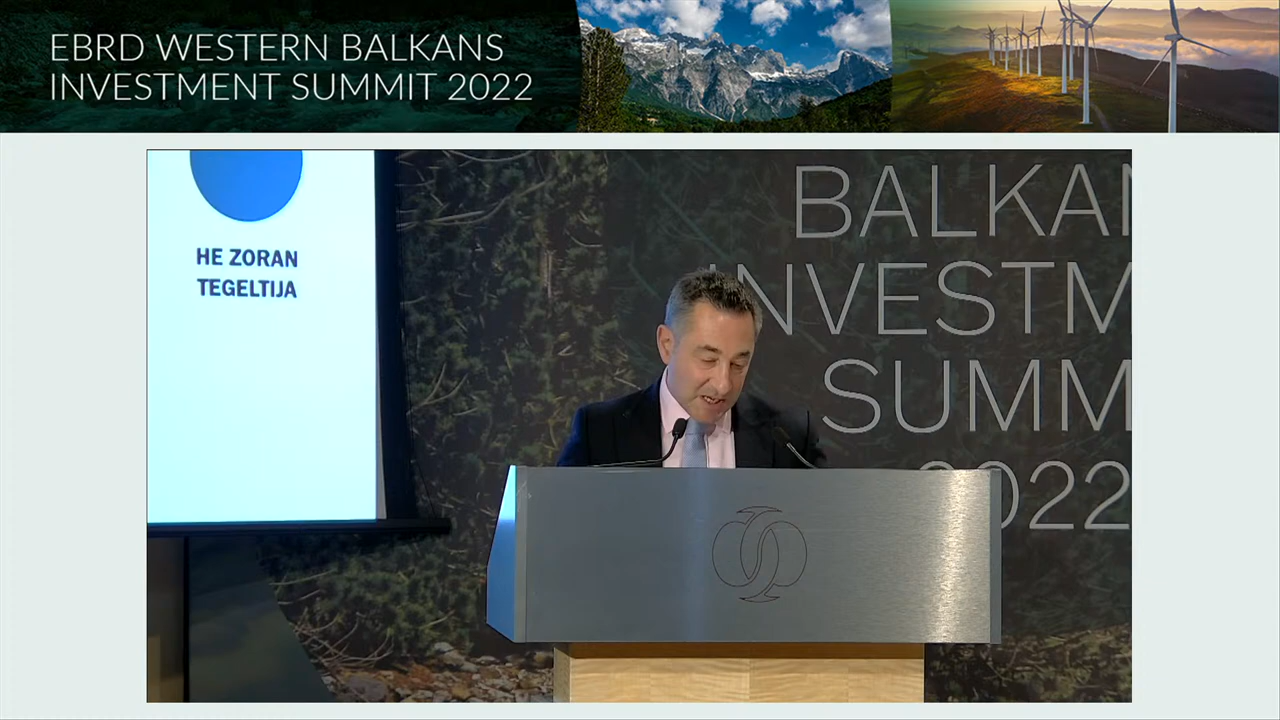 EBRD WESTERN BALKANS
INVESTMENT SUMMIT 2022
HE ZORAN
TEGELTIJA
BALKAN
INVESTM
SUMM
2022